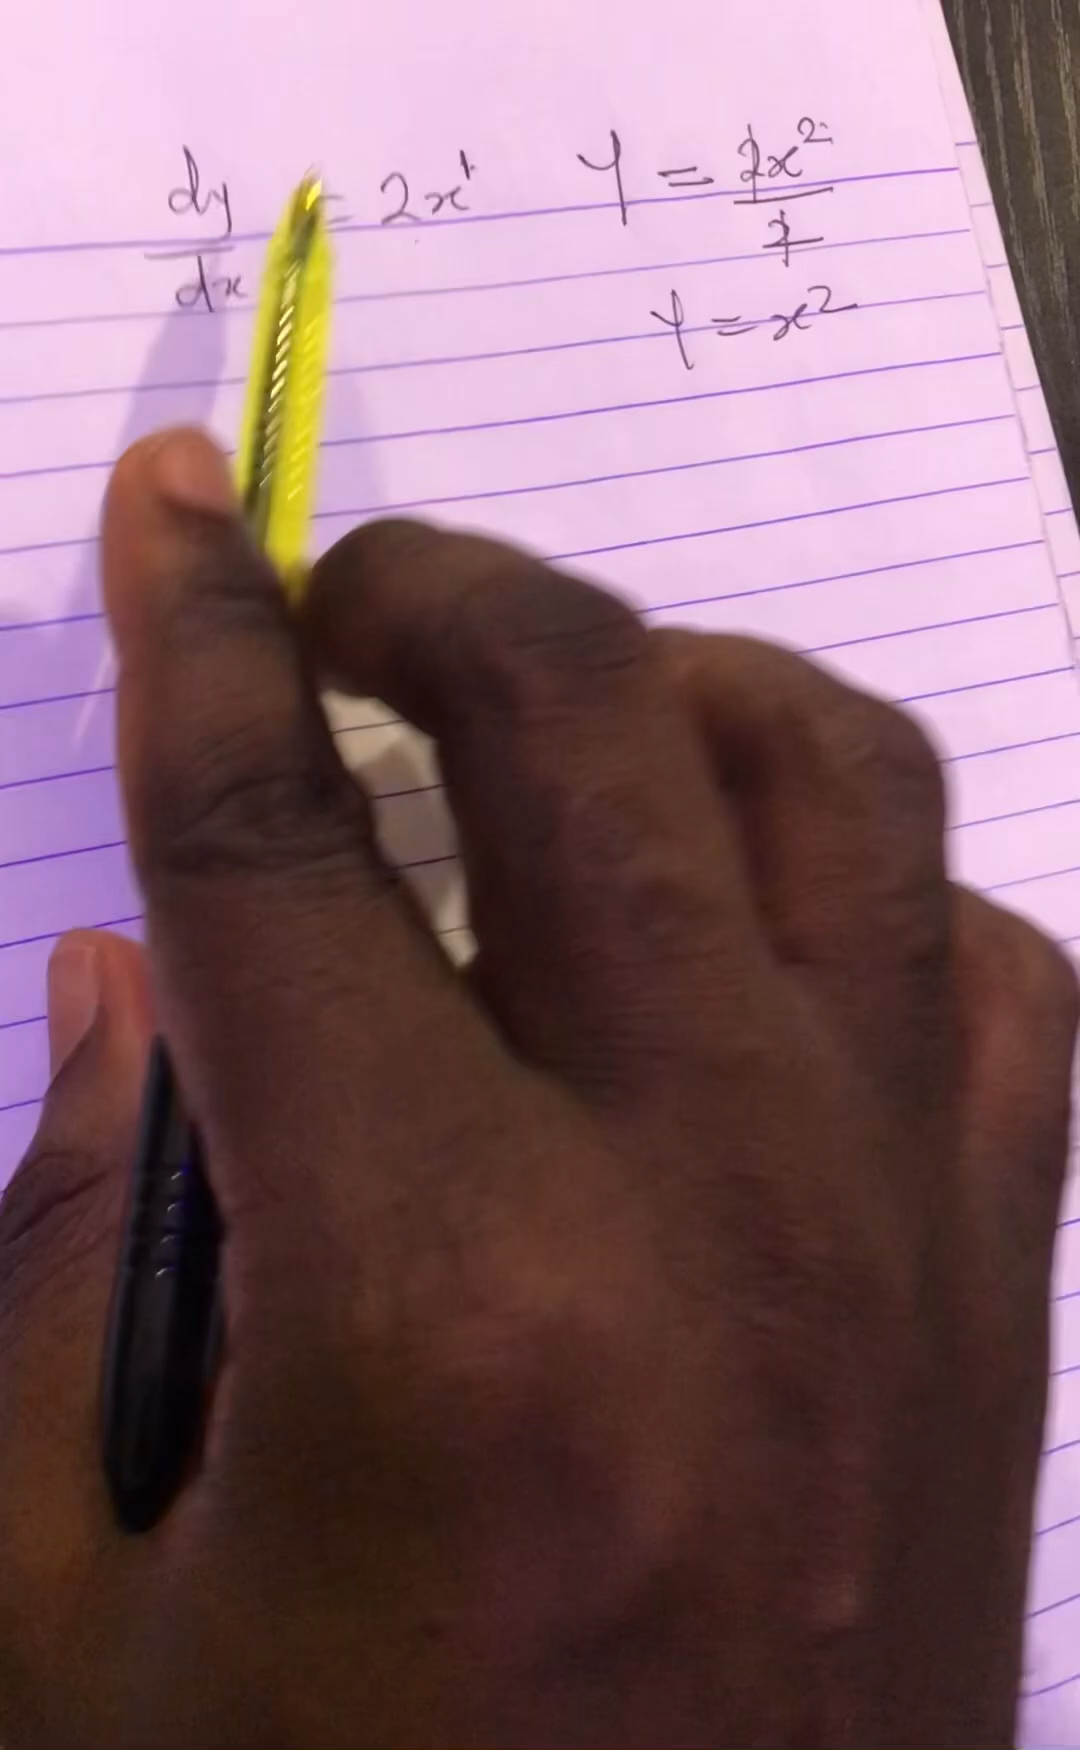 dy/dx = 2x¹
Y = 2x²/2
Y = x²